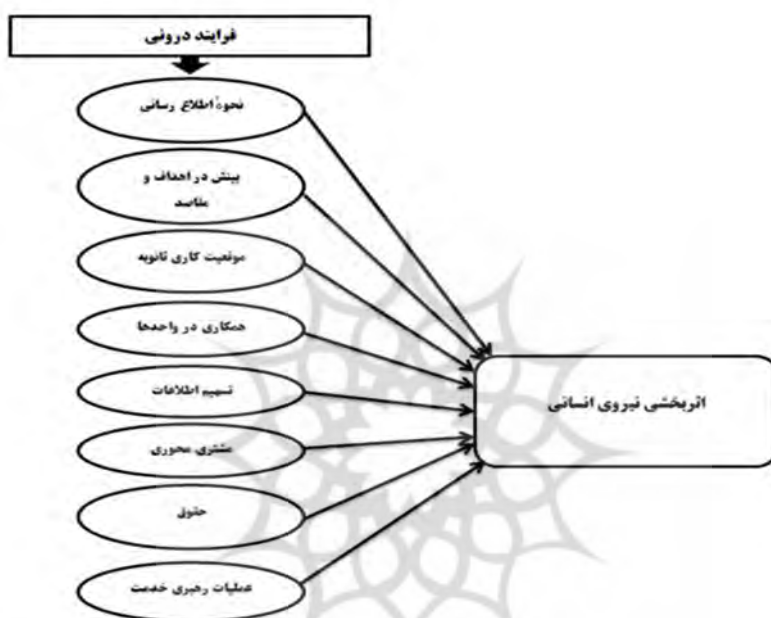 فرایند درونی
نحوهٔ اطلاع رسانی
بینش در اهداف و
مقاصد
موقعیت کاری ثانویه
همکاری در واحدها
تسهیم اطلاعات
مشتری محوری
حقوق
عملیات رهبری خدمت
اثربخشی نیروی انسانی